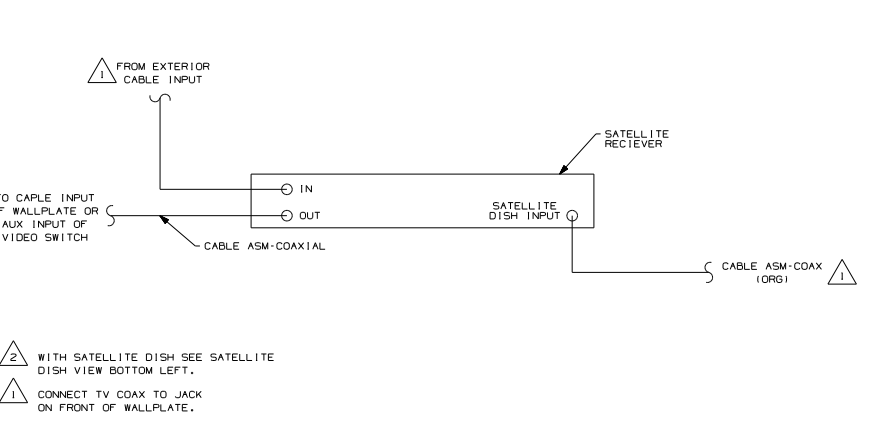 1
FROM EXTERIOR
CABLE INPUT
SATELLITE
RECIEVER
IN
TO CAPLE INPUT
F WALLPLATE OR
AUX INPUT OF
VIDEO SWITCH
OUT
SATELLITE
DISH INPUT
CABLE ASM-COAXIAL
CABLE ASM-COAX
(ORG)
1
2
WITH SATELLITE DISH SEE SATELLITE
DISH VIEW BOTTOM LEFT.
1
CONNECT TV COAX TO JACK
ON FRONT OF WALLPLATE.